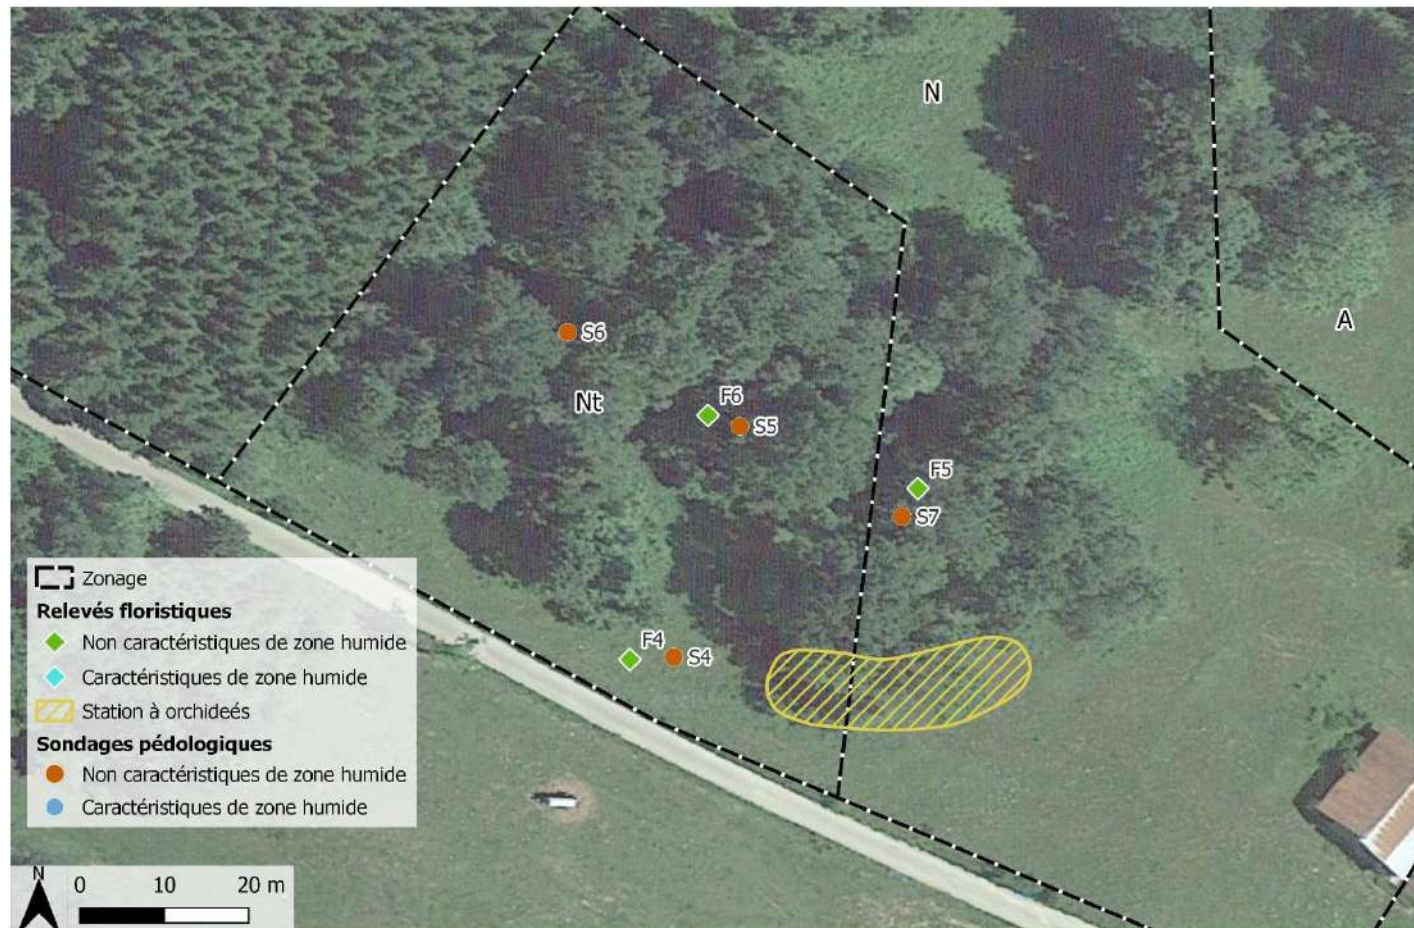 N
A
S6
Nt
F6
S5
F5
S7
F4
S4
Zonage
Relevés floristiques
Non caractéristiques de zone humide
Caractéristiques de zone humide
Station à orchideés
Sondages pédologiques
Non caractéristiques de zone humide
Caractéristiques de zone humide
N
0 10 20 m